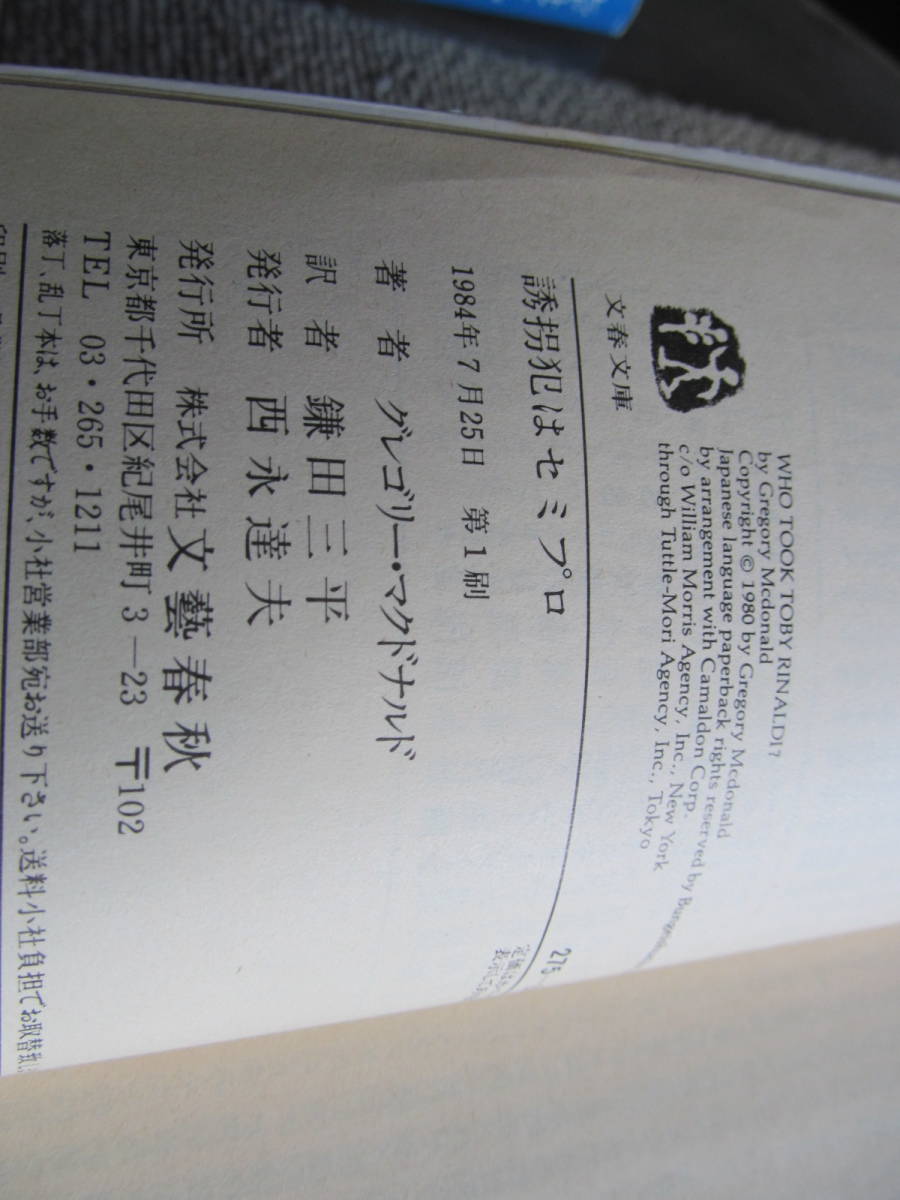 WHO TOOK TOBY RINALDI?
by Gregory Mcdonald
Copyright © 1980 by Gregory Mcdonald
Japanese language paperback rights reserved by
by arrangement with Camaldon Corp.
c/o William Morris Agency, Inc., New York
through Tuttle-Mori Agency, Inc., Tokyo
文春文庫
誘拐犯はセミプロ
275
1984年7月25日 第1刷
著者 グレゴリー・マクドナルド
訳者 鎌田三平
発行者 西永達夫
発行所 株式会社 文藝春秋
東京都千代田区紀尾井町3―23 〒102
TEL 03・265・1211
落丁、乱丁本は、お手数ですが、小社営業部宛お送り下さい。送料小社負担でお取替